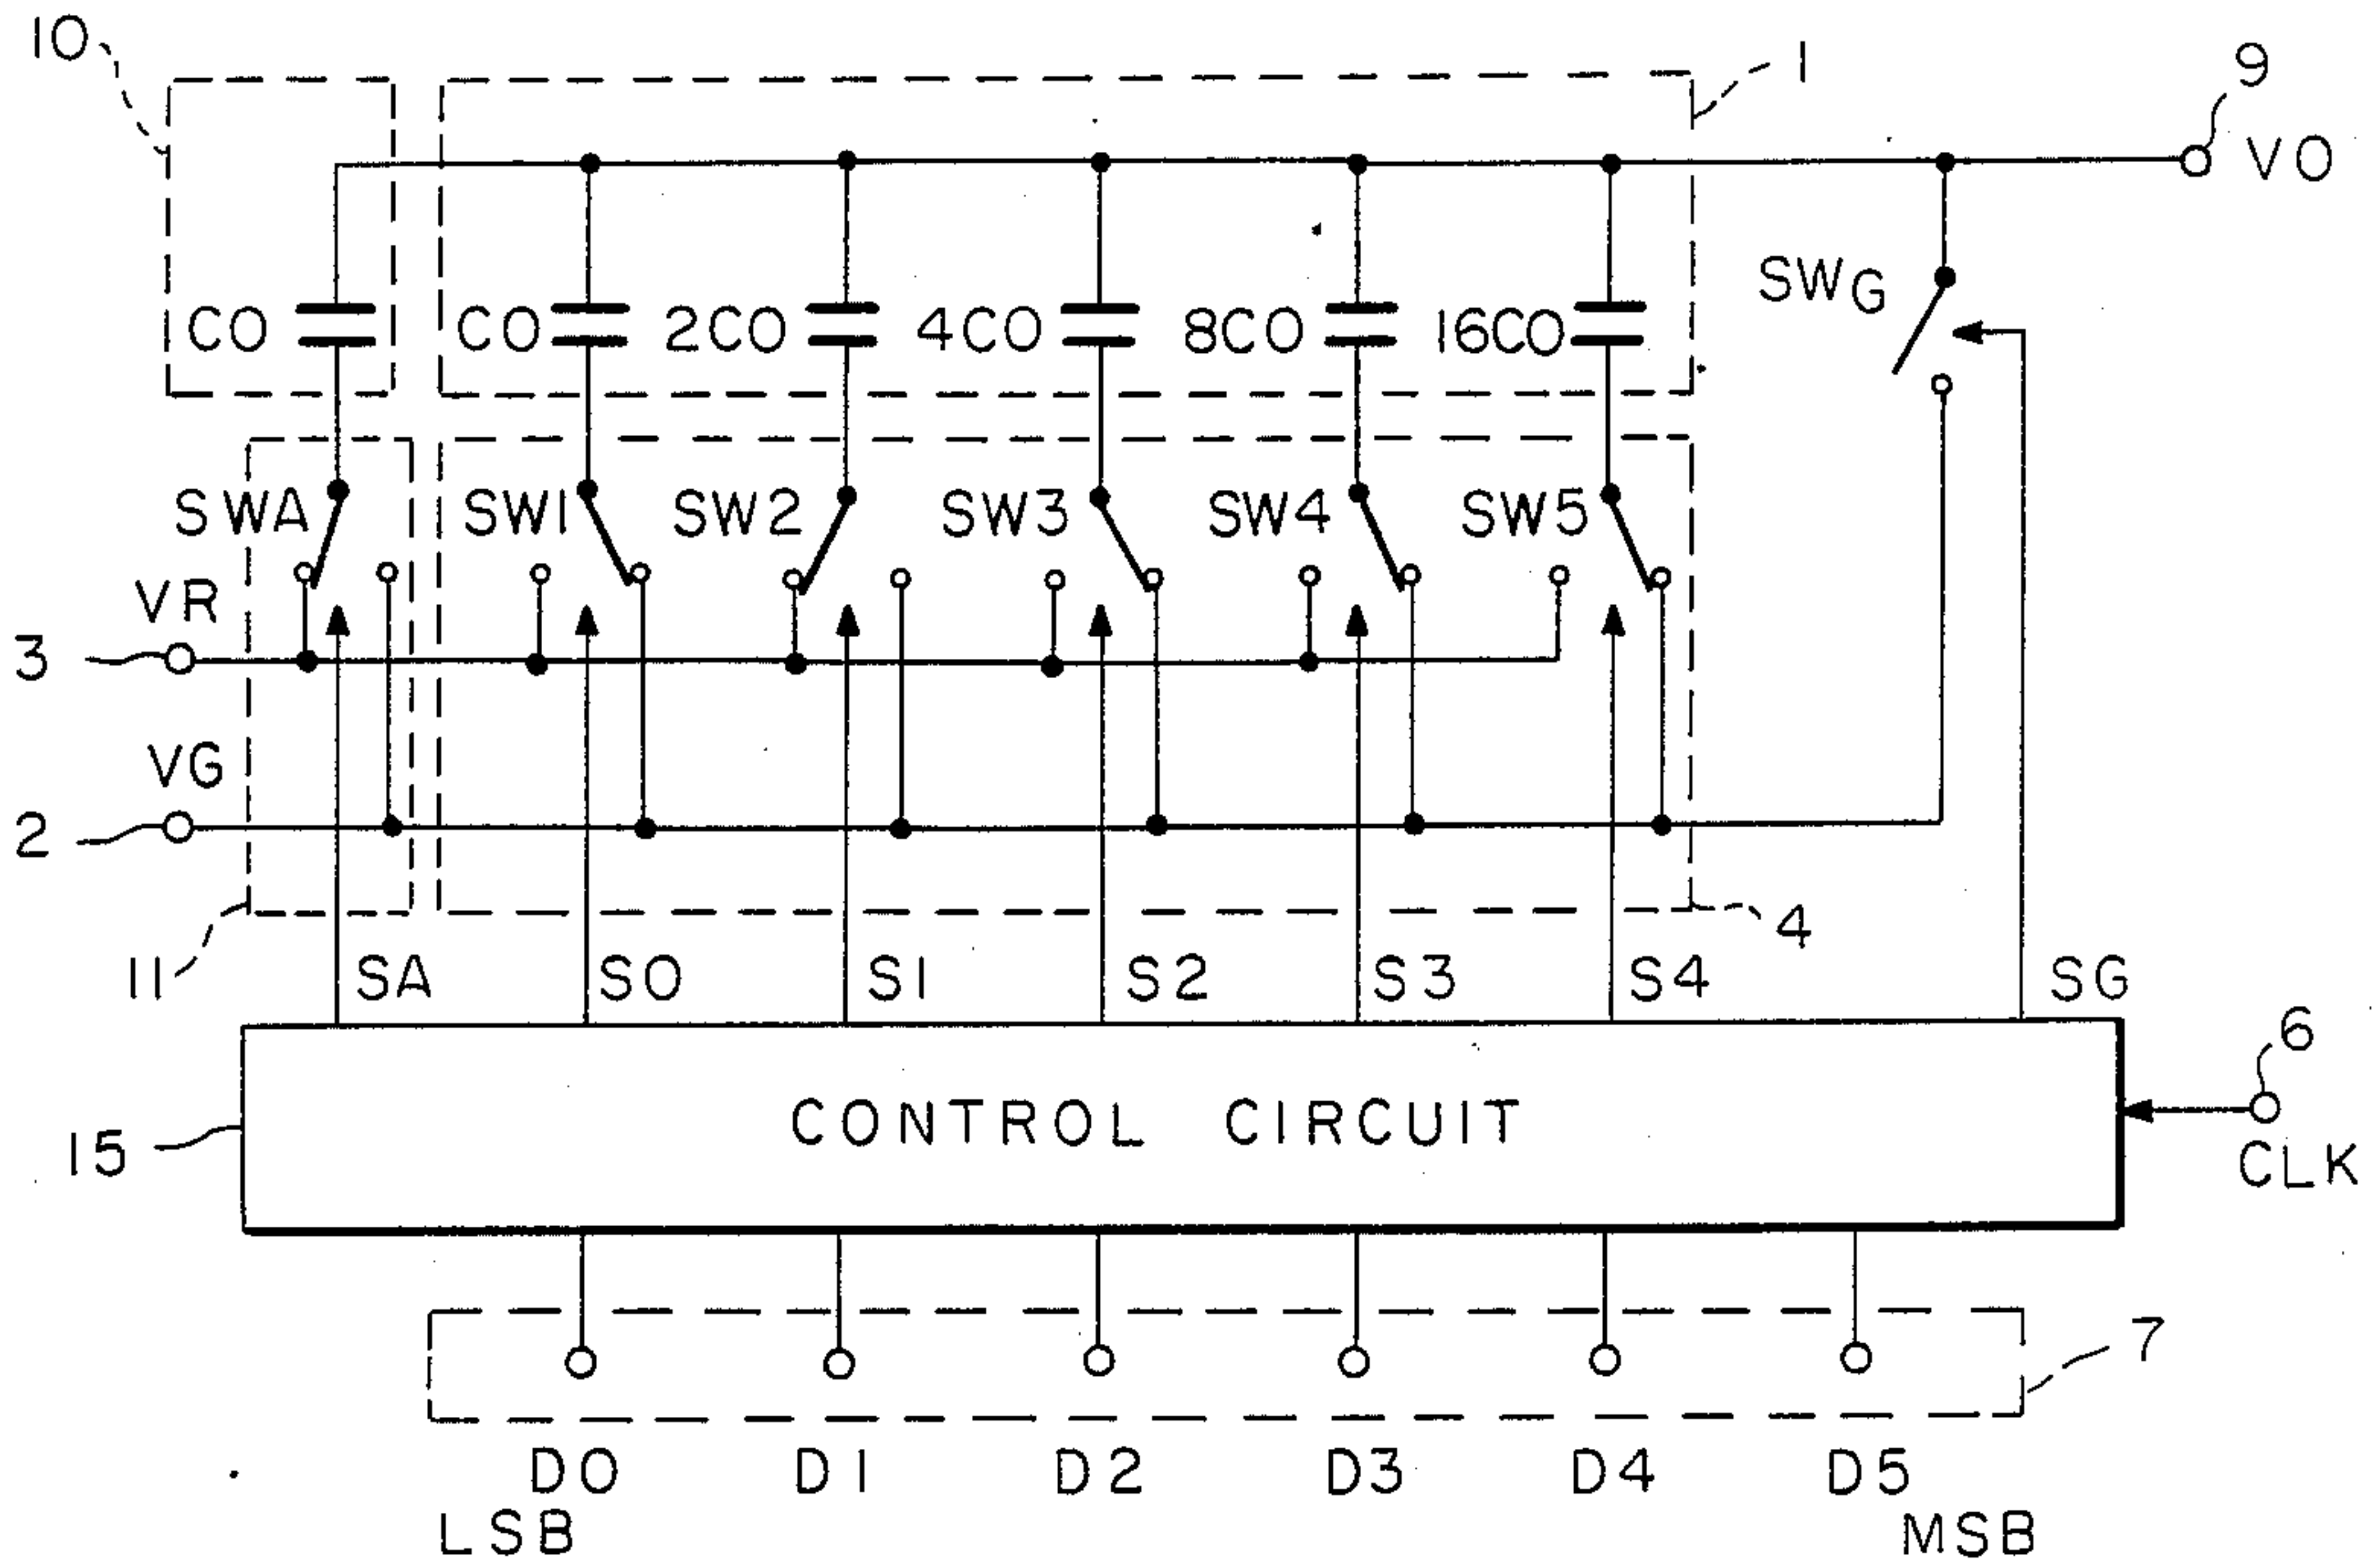 10
1
9
VO
CO
CO
2CO
4CO
8CO
16CO
SWG
SWA
SW1
SW2
SW3
SW4
SW5
VR
3
VG
2
4
11
SA
SO
S1
S2
S3
S4
SG
6
CONTROL CIRCUIT
15
CLK
7
DO
D1
D2
D3
D4
D5
LSB
MSB